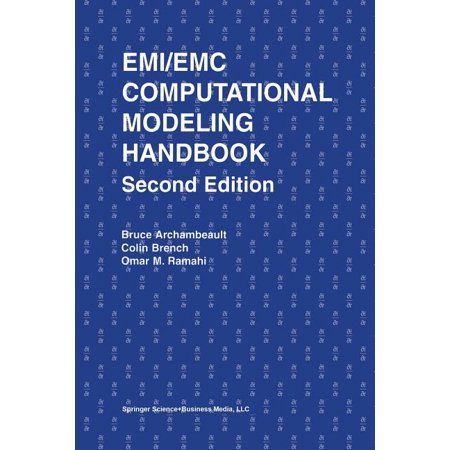 EMI/EMC
COMPUTATIONAL
MODELING
HANDBOOK
Second Edition
Bruce Archambeault
Colin Brench
Omar M. Ramahi
Springer Science+Business Media, LLC